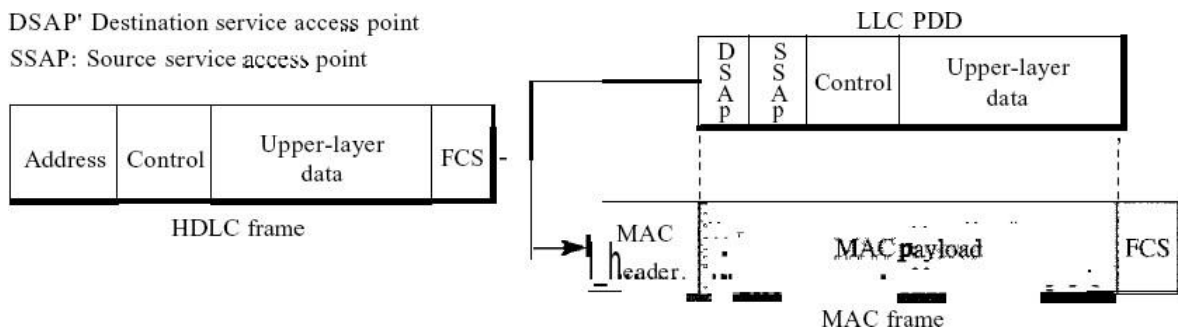 DSAP' Destination service access point
SSAP: Source service access point
LLC PDD
D S A p
S S A p
Control
Upper-layer
data
Address
Control
Upper-layer
data
FCS
HDLC frame
MAC
header.
MAC payload
FCS
MAC frame